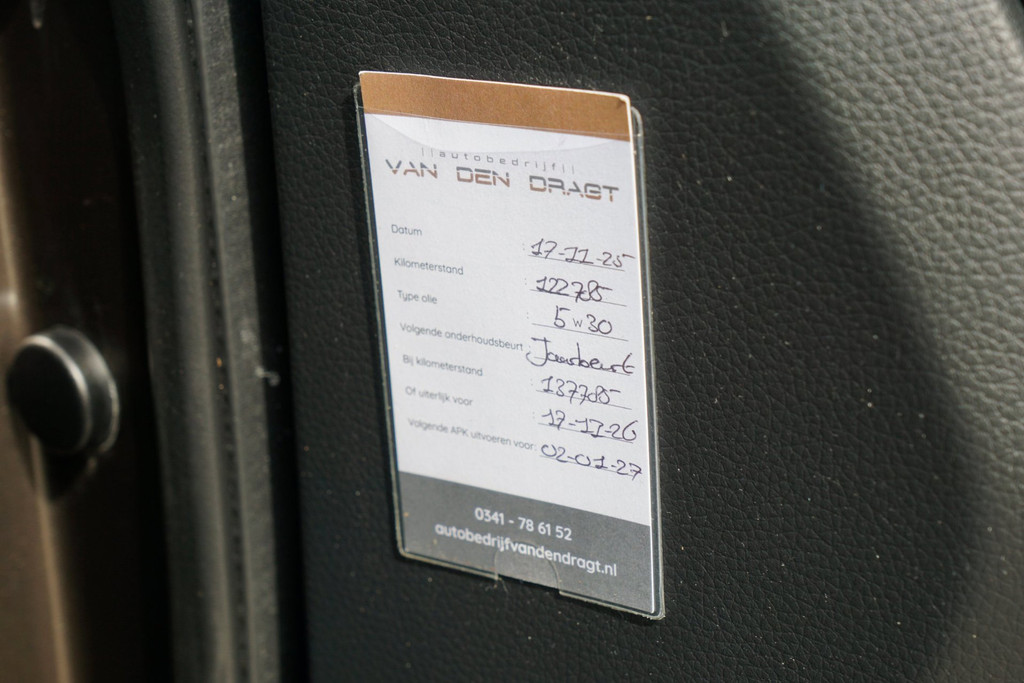 ||autobedrijf||
VAN DEN DRAGT
Datum : 17-11-25
Kilometerstand : 122785
Type olie : 5w30
Volgende onderhoudsbeurt : Jaarbeurt
Bij kilometerstand : 137785
Of uiterlijk voor : 17-11-26
Volgende APK uitvoeren voor: 02-01-27
0341 - 78 61 52
autobedrijfvandendragt.nl